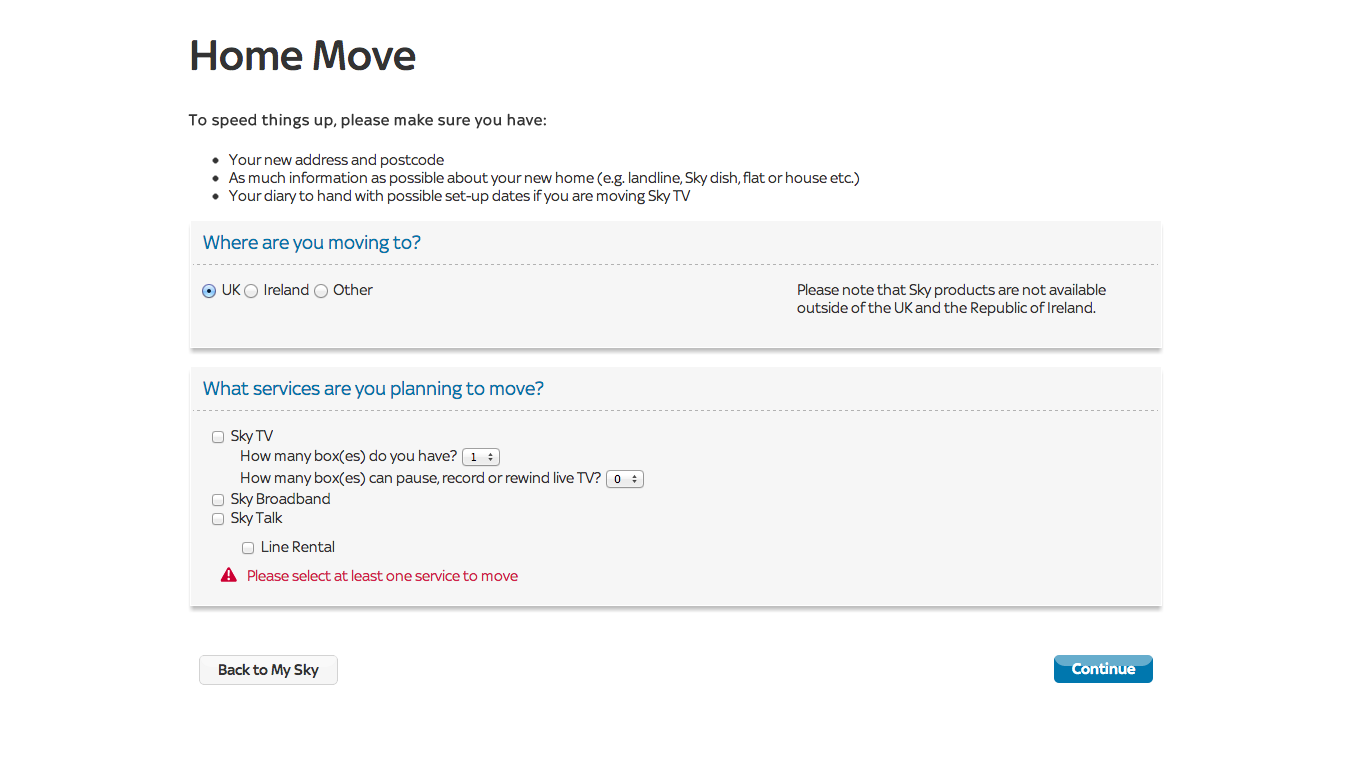 Home Move
To speed things up, please make sure you have:
Your new address and postcode
As much information as possible about your new home (e.g. landline, Sky dish, flat or house etc.)
Your diary to hand with possible set-up dates if you are moving Sky TV
Where are you moving to?
UK Ireland Other
Please note that Sky products are not available
outside of the UK and the Republic of Ireland.
What services are you planning to move?
Sky TV
How many box(es) do you have? 1
How many box(es) can pause, record or rewind live TV? 0
Sky Broadband
Sky Talk
Line Rental
Please select at least one service to move
Back to My Sky
Continue